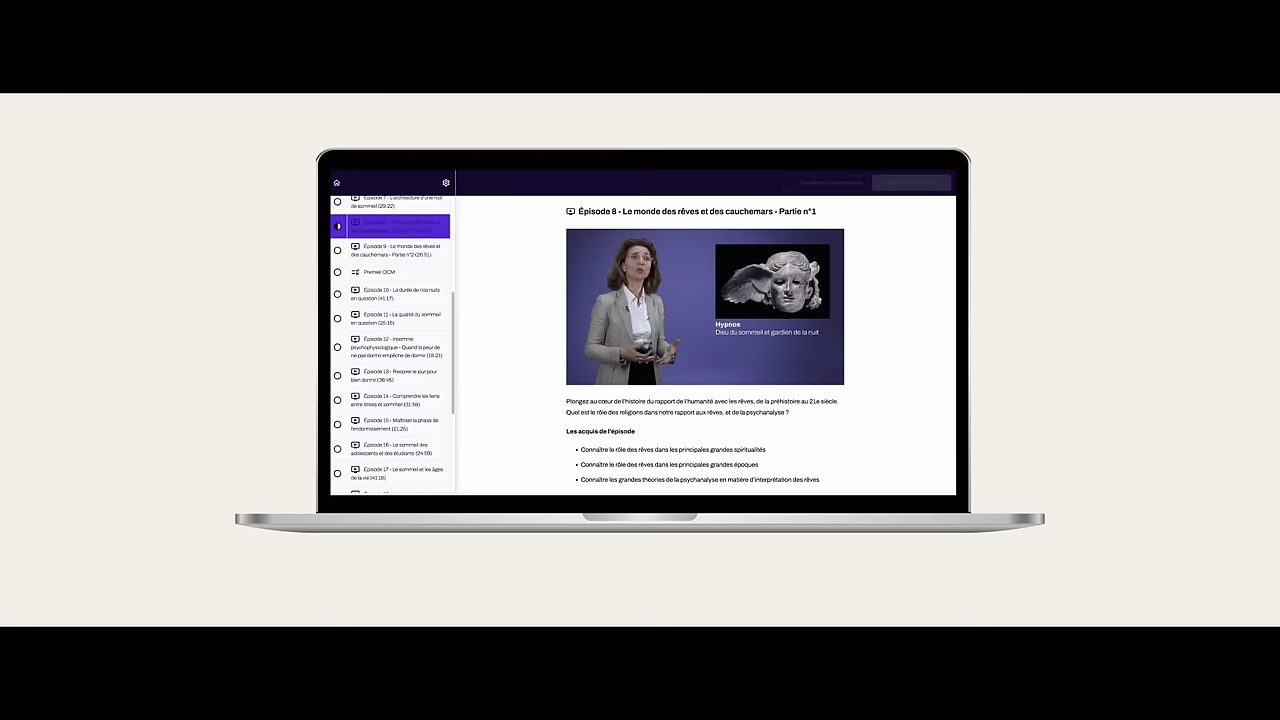 Épisode 7 - L'architecture d'une nuit
de sommeil (29:22)
Épisode 9 - Le monde des rêves et
des cauchemars - Partie n°2 (26:51)
Premier QCM
Épisode 10 - La durée de nos nuits
en question (41:17)
Épisode 11 - La qualité du sommeil
en question (25:15)
Épisode 12 - Insomnie
psychophysiologique - Quand la peur de
ne pas dormir empêche de dormir (18:21)
Épisode 13 - Respirer le jour pour
bien dormir (36:45)
Épisode 14 - Comprendre les liens
entre stress et sommeil (31:58)
Épisode 15 - Maîtriser la phase de
l'endormissement (21:25)
Épisode 16 - Le sommeil des
adolescents et des étudiants (24:59)
Épisode 17 - Le sommeil et les âges
de la vie (41:16)
Épisode 8 - Le monde des rêves et des cauchemars - Partie n°1
Hypnos
Dieu du sommeil et gardien de la nuit
Plongez au cœur de l'histoire du rapport de l'humanité avec les rêves, de la préhistoire au 21e siècle.
Quel est le rôle des religions dans notre rapport aux rêves, et de la psychanalyse ?
Les acquis de l'épisode
• Connaître le rôle des rêves dans les principales grandes spiritualités
• Connaître le rôle des rêves dans les principales grandes époques
• Connaître les grandes théories de la psychanalyse en matière d'interprétation des rêves